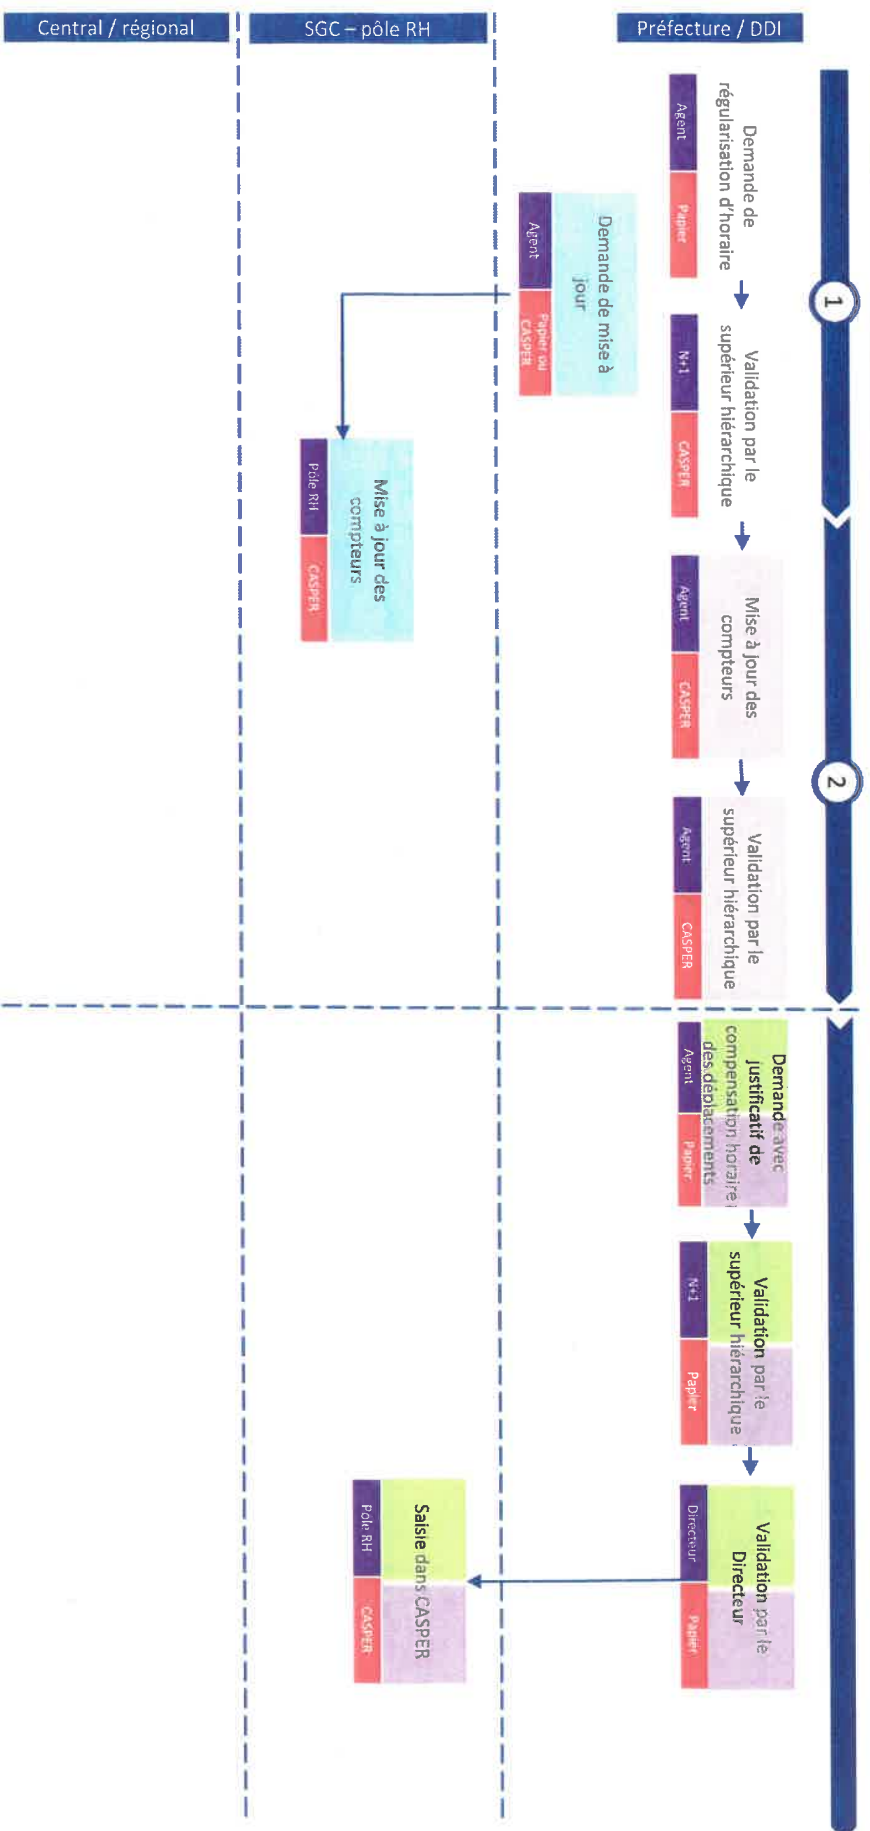 Préfecture / DDI
SGC – pôle RH
Central / régional
1
2
Demande de
régularisation d'horaire
Agent
Papier
Validation par le
supérieur hiérarchique
N+1
CASPER
Mise à jour des
compteurs
Agent
CASPER
Validation par le
supérieur hiérarchique
Agent
CASPER
Demande avec
justificatif de
compensation horaire
des déplacements
Agent
Papier
Validation par le
supérieur hiérarchique
N+1
Papier
Validation par le
Directeur
Directeur
Papier
Demande de mise à
jour
Agent
Papier ou
CASPER
Mise à jour des
compteurs
Pôle RH
CASPER
Saisie dans CASPER
Pôle RH
CASPER